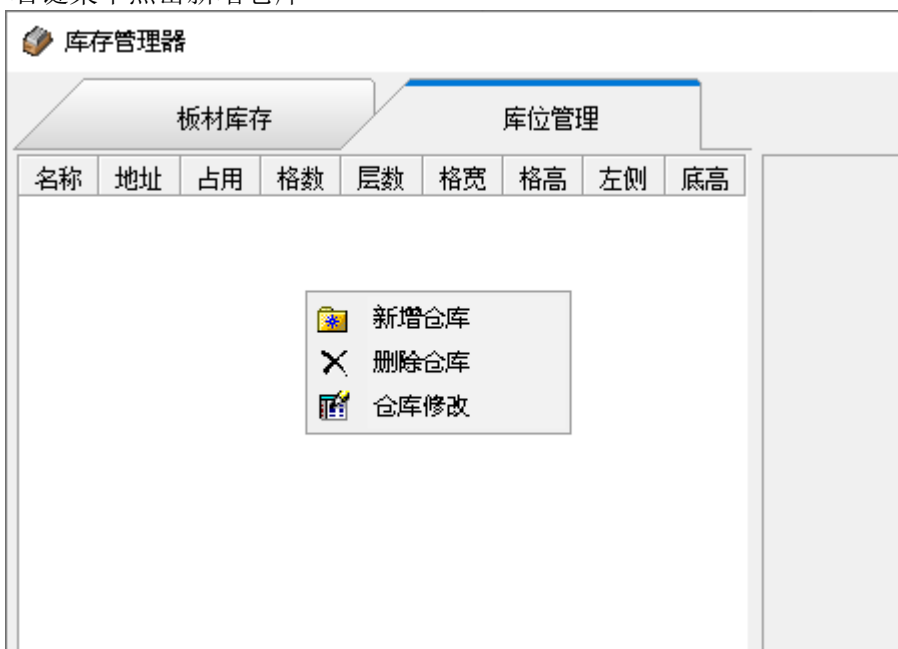 库存管理器
板材库存 库位管理
名称 地址 占用 格数 层数 格宽 格高 左侧 底高
新增仓库
删除仓库
仓库修改